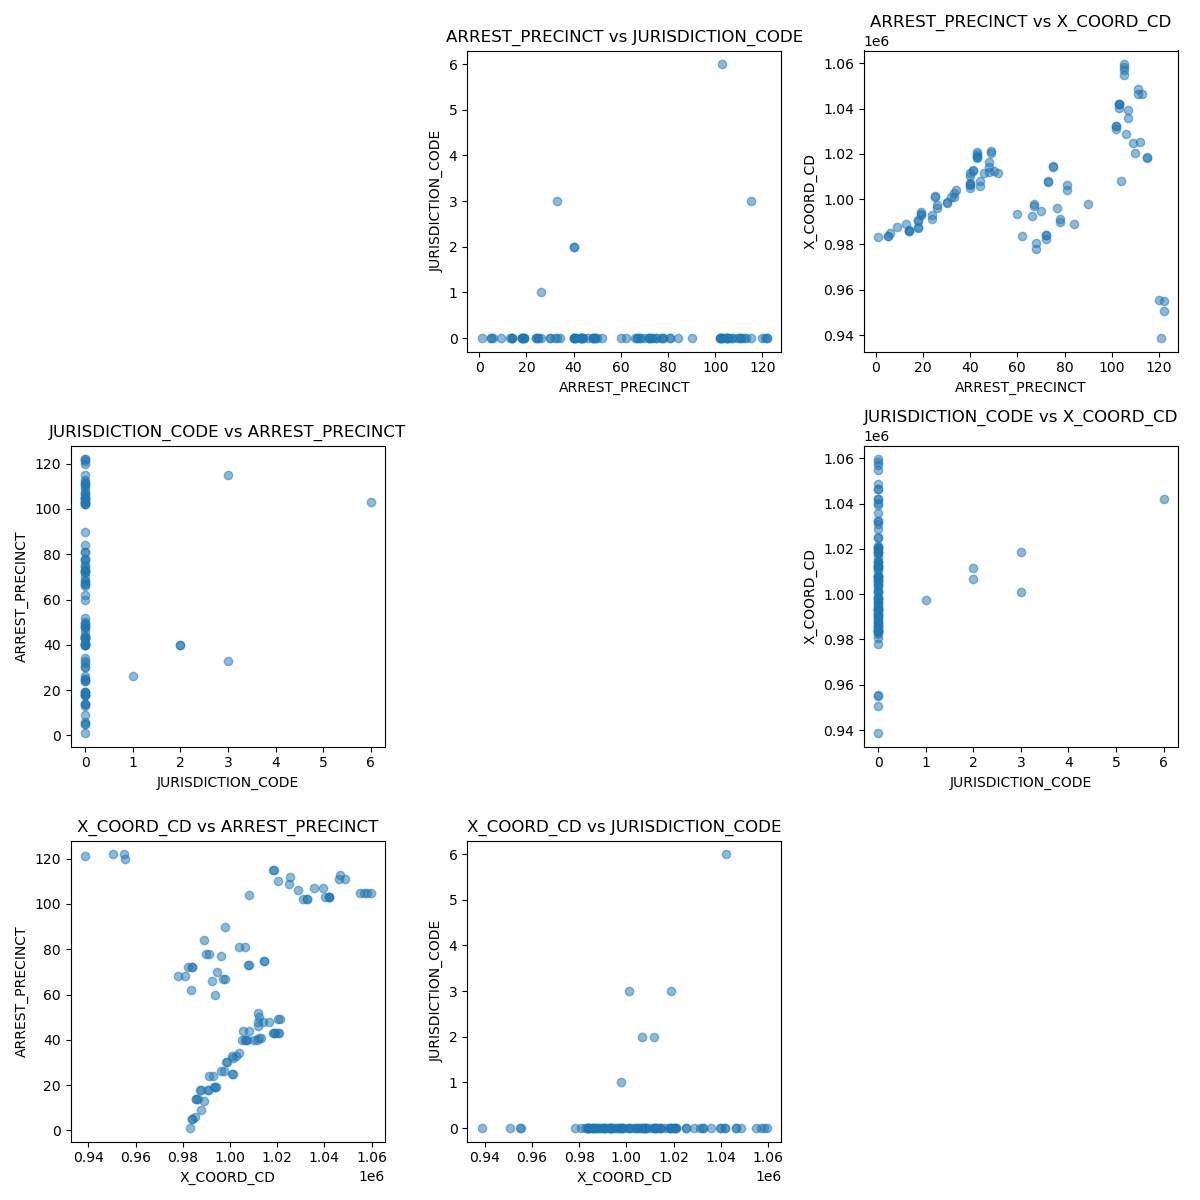 ARREST_PRECINCT vs JURISDICTION_CODE
6
5
4
3
2
1
0
JURISDICTION_CODE
0 20 40 60 80 100 120
ARREST_PRECINCT
ARREST_PRECINCT vs X_COORD_CD
1e6
1.06
1.04
1.02
1.00
0.98
0.96
0.94
X_COORD_CD
0 20 40 60 80 100 120
ARREST_PRECINCT
JURISDICTION_CODE vs ARREST_PRECINCT
120
100
80
60
40
20
0
ARREST_PRECINCT
0 1 2 3 4 5 6
JURISDICTION_CODE
JURISDICTION_CODE vs X_COORD_CD
1e6
1.06
1.04
1.02
1.00
0.98
0.96
0.94
X_COORD_CD
0 1 2 3 4 5 6
JURISDICTION_CODE
X_COORD_CD vs ARREST_PRECINCT
120
100
80
60
40
20
0
ARREST_PRECINCT
0.94 0.96 0.98 1.00 1.02 1.04 1.06
X_COORD_CD
1e6
X_COORD_CD vs JURISDICTION_CODE
6
5
4
3
2
1
0
JURISDICTION_CODE
0.94 0.96 0.98 1.00 1.02 1.04 1.06
X_COORD_CD
1e6